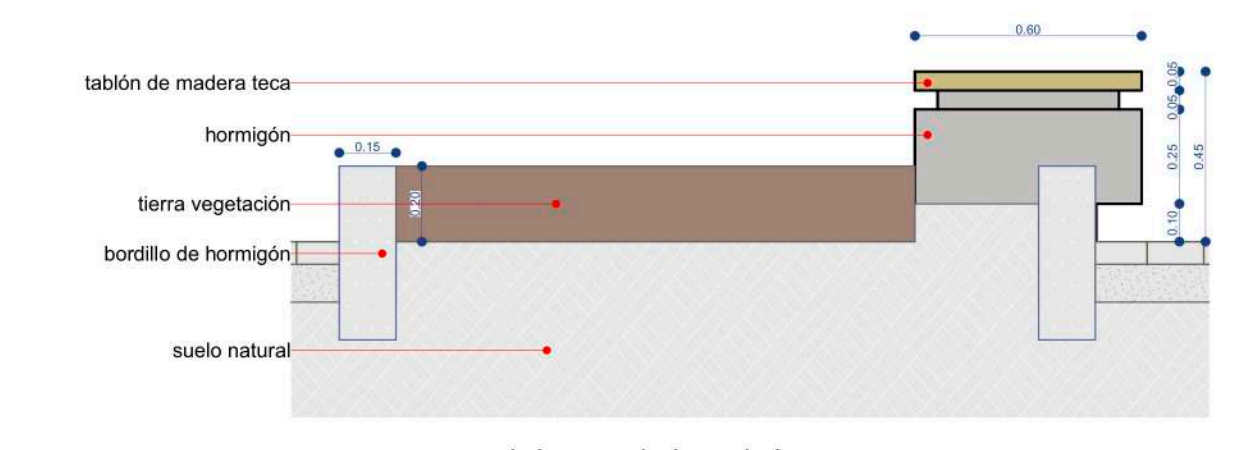 0.60
tablón de madera teca
0.05
0.05
hormigón
0.15
0.25
0.45
tierra vegetación
0.20
0.10
bordillo de hormigón
suelo natural